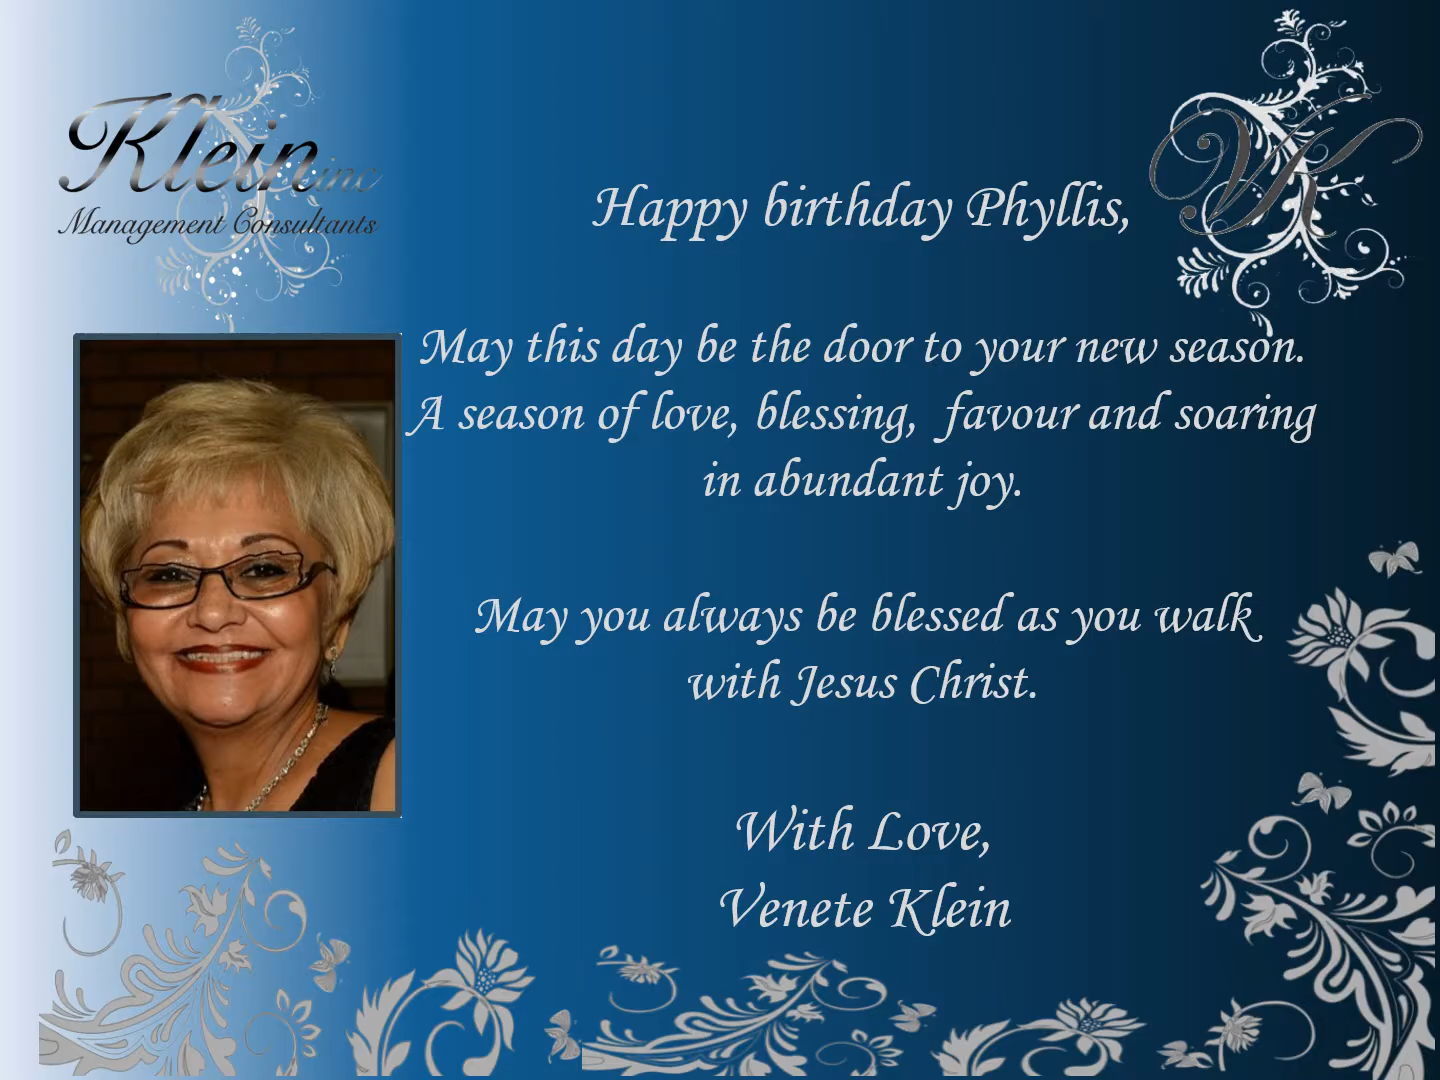 Klein inc
Management Consultants
VK
Happy birthday Phyllis,
May this day be the door to your new season.
A season of love, blessing, favour and soaring
in abundant joy.
May you always be blessed as you walk
with Jesus Christ.
With Love,
Venete Klein